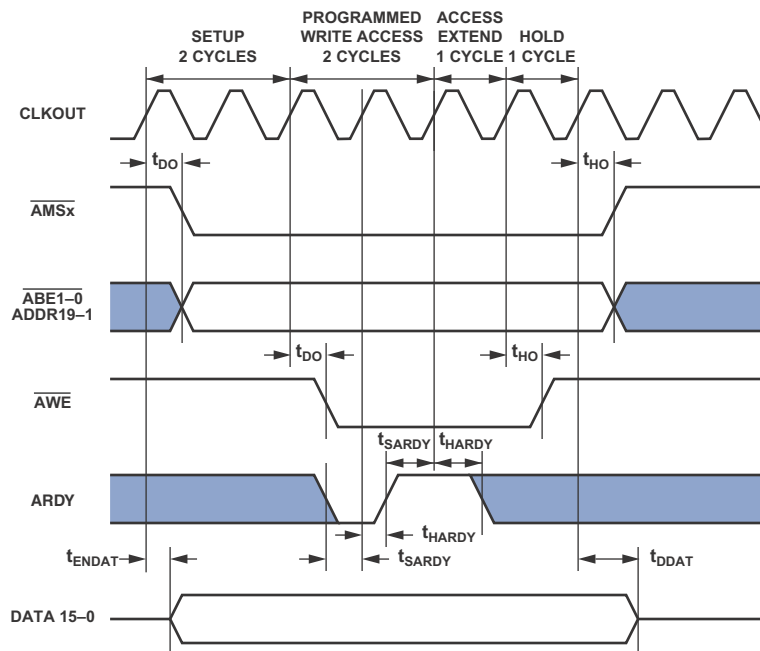 SETUP
2 CYCLES
PROGRAMMED
WRITE ACCESS
2 CYCLES
ACCESS
EXTEND
1 CYCLE
HOLD
1 CYCLE
CLKOUT
tDO
tHO
AMSx
ABE1–0
ADDR19–1
tDO
tHO
AWE
tSARDY
tHARDY
ARDY
tHARDY
tENDAT
tSARDY
tDDAT
DATA 15–0